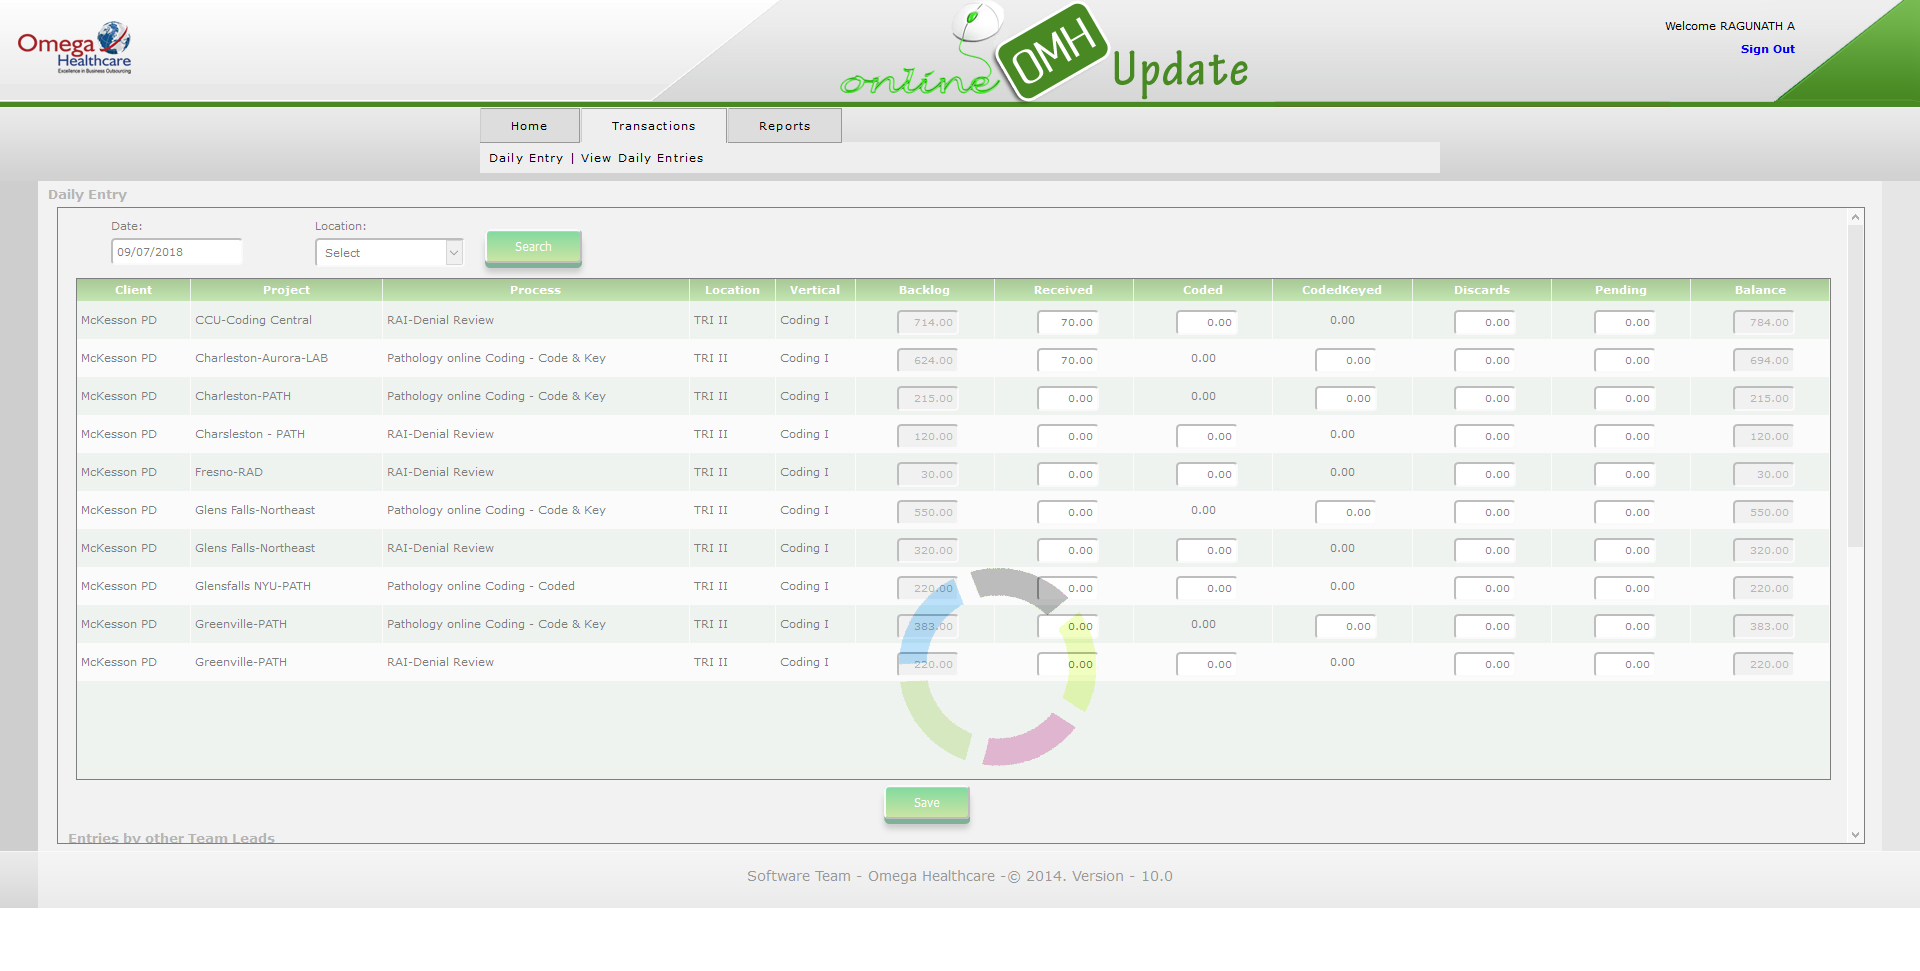 Omega
Healthcare
Excellence in Business Outsourcing
online OMH Update
Welcome RAGUNATH A
Sign Out
Home Transactions Reports
Daily Entry | View Daily Entries
Daily Entry
Date: Location:
09/07/2018 Select Search
Client Project Process Location Vertical Backlog Received Coded CodedKeyed Discards Pending Balance
McKesson PD CCU-Coding Central RAI-Denial Review TRI II Coding I 714.00 70.00 0.00 0.00 0.00 0.00 784.00
McKesson PD Charleston-Aurora-LAB Pathology online Coding - Code & Key TRI II Coding I 624.00 70.00 0.00 0.00 0.00 0.00 694.00
McKesson PD Charleston-PATH Pathology online Coding - Code & Key TRI II Coding I 215.00 0.00 0.00 0.00 0.00 0.00 215.00
McKesson PD Charsleston - PATH RAI-Denial Review TRI II Coding I 120.00 0.00 0.00 0.00 0.00 0.00 120.00
McKesson PD Fresno-RAD RAI-Denial Review TRI II Coding I 30.00 0.00 0.00 0.00 0.00 0.00 30.00
McKesson PD Glens Falls-Northeast Pathology online Coding - Code & Key TRI II Coding I 550.00 0.00 0.00 0.00 0.00 0.00 550.00
McKesson PD Glens Falls-Northeast RAI-Denial Review TRI II Coding I 320.00 0.00 0.00 0.00 0.00 0.00 320.00
McKesson PD Glensfalls NYU-PATH Pathology online Coding - Coded TRI II Coding I 220.00 0.00 0.00 0.00 0.00 0.00 220.00
McKesson PD Greenville-PATH Pathology online Coding - Code & Key TRI II Coding I 383.00 0.00 0.00 0.00 0.00 0.00 383.00
McKesson PD Greenville-PATH RAI-Denial Review TRI II Coding I 220.00 0.00 0.00 0.00 0.00 0.00 220.00
Save
Entries by other Team Leads
Software Team - Omega Healthcare -© 2014. Version - 10.0